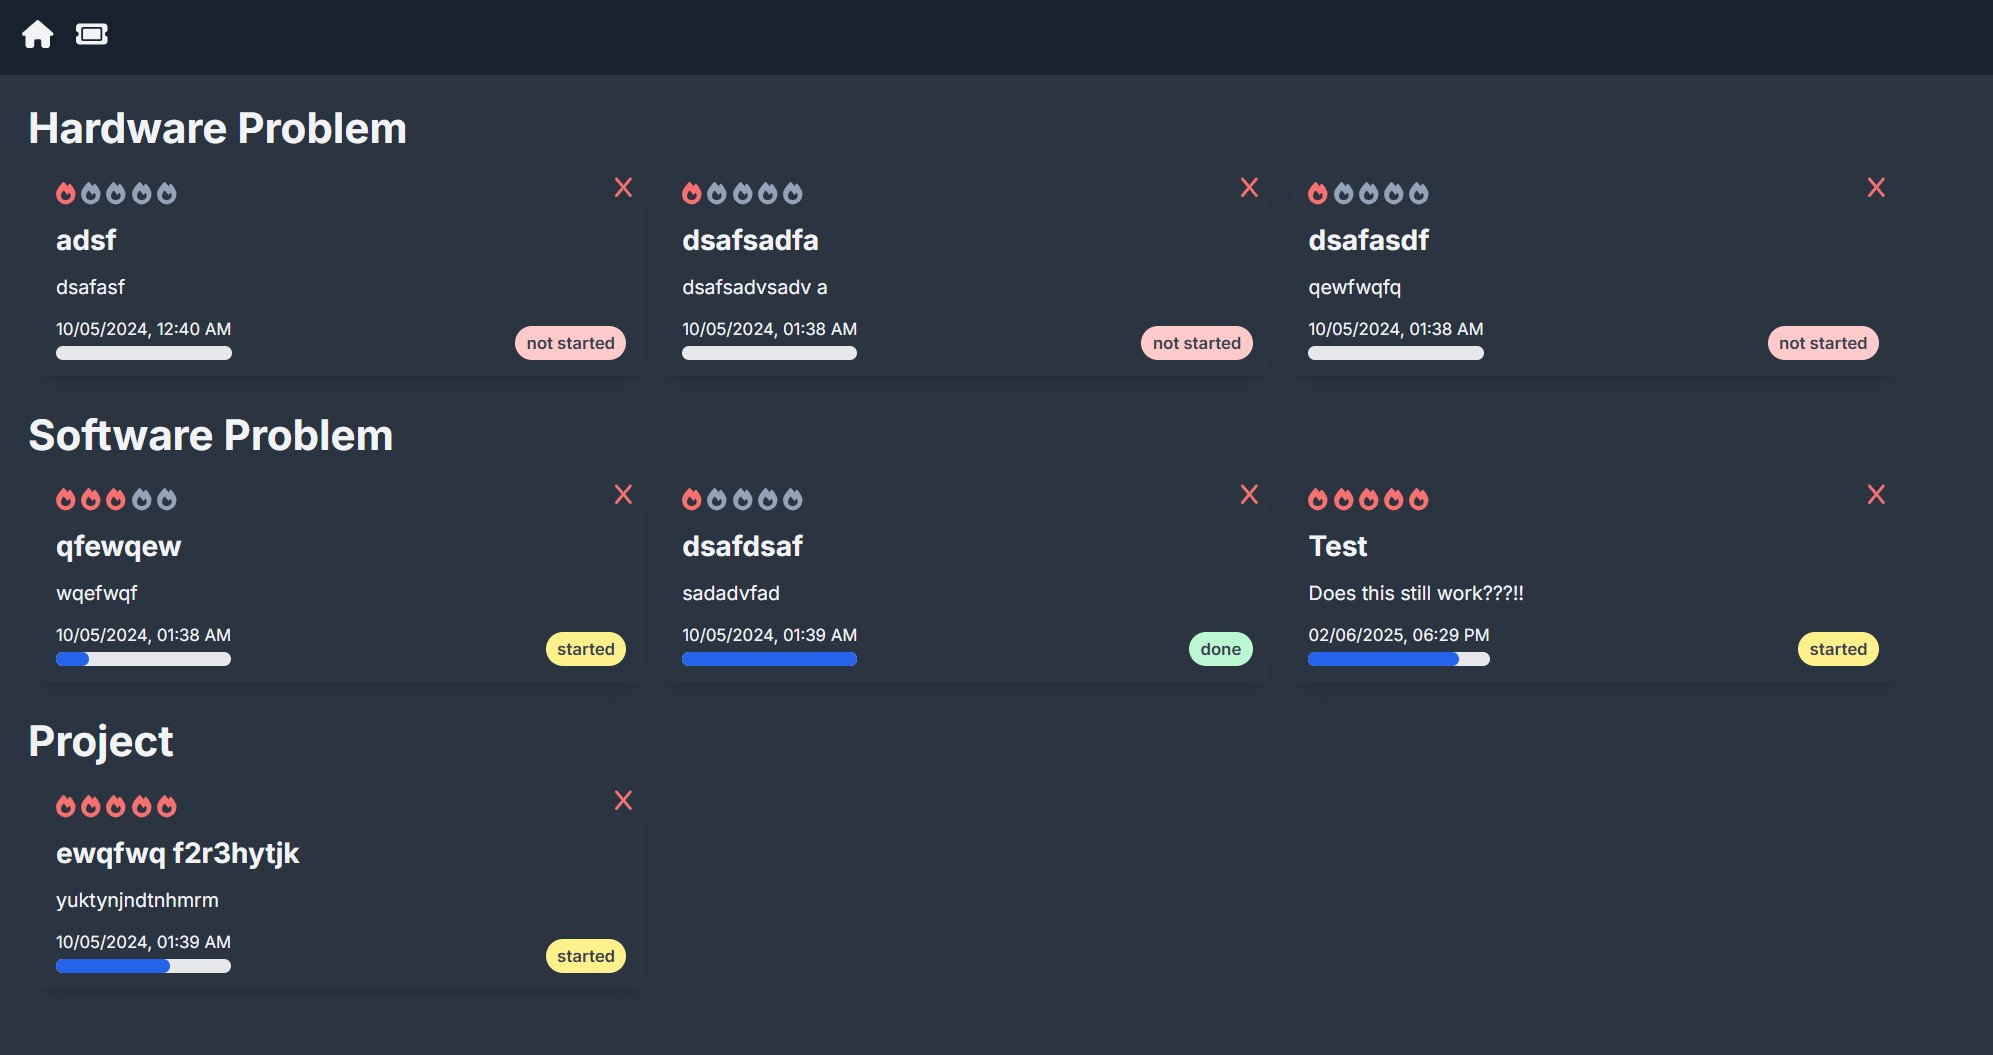 Hardware Problem
adsf
dsafasf
10/05/2024, 12:40 AM
not started
dsafsadfa
dsafsadvsadv a
10/05/2024, 01:38 AM
not started
dsafasdf
qewfwqfq
10/05/2024, 01:38 AM
not started
Software Problem
qfewqew
wqefwqf
10/05/2024, 01:38 AM
started
dsafdsaf
sadadvfad
10/05/2024, 01:39 AM
done
Test
Does this still work???!!
02/06/2025, 06:29 PM
started
Project
ewqfwq f2r3hytjk
yuktynjndtnhmrm
10/05/2024, 01:39 AM
started